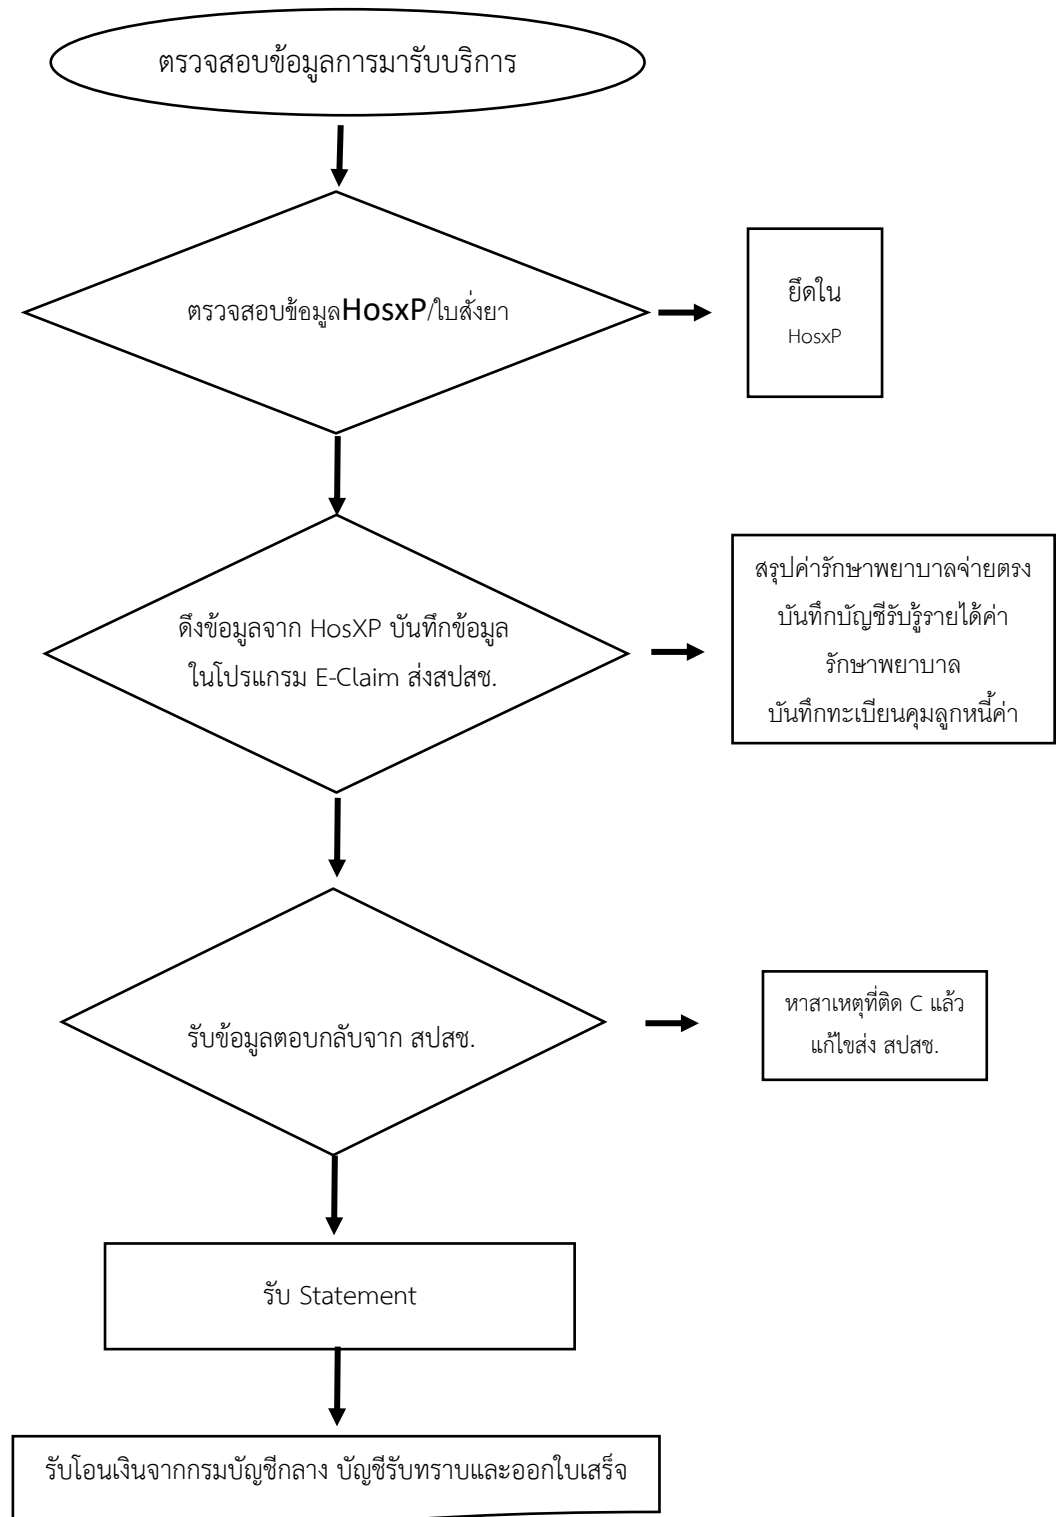 ตรวจสอบข้อมูลการมารับบริการ
ตรวจสอบข้อมูลHosxP/ใบสั่งยา
ยึดใน
HosxP
ดึงข้อมูลจาก HosXP บันทึกข้อมูล
ในโปรแกรม E-Claim ส่งสปสช.
สรุปค่ารักษาพยาบาลจ่ายตรง
บันทึกบัญชีรับรู้รายได้ค่า
รักษาพยาบาล
บันทึกทะเบียนคุมลูกหนี้ค่า
รับข้อมูลตอบกลับจาก สปสช.
หาสาเหตุที่ติด C แล้ว
แก้ไขส่ง สปสช.
รับ Statement
รับโอนเงินจากกรมบัญชีกลาง บัญชีรับทราบและออกใบเสร็จ